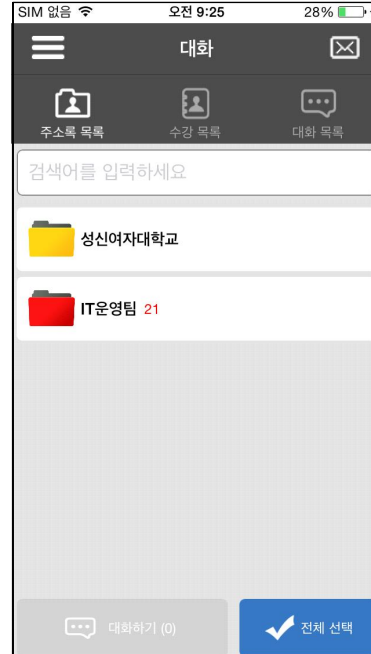 SIM 없음 오전 9:25 28%
대화
주소록 목록 수강 목록 대화 목록
검색어를 입력하세요
성신여자대학교
IT운영팀 21
대화하기 (0) 전체 선택